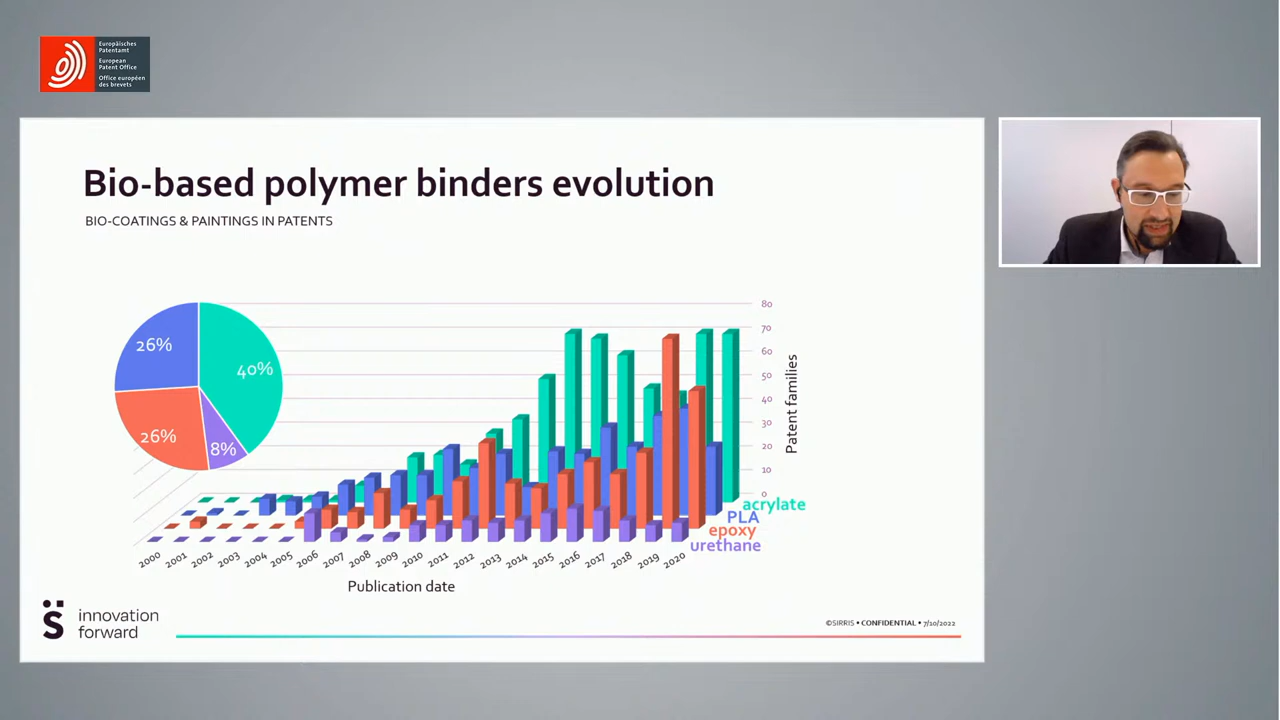 Europäisches
Patentamt
European
Patent Office
Office européen
des brevets
Bio-based polymer binders evolution
BIO-COATINGS & PAINTINGS IN PATENTS
26%
40%
26%
8%
80
70
60
50
40
30
20
10
0
Patent families
acrylate
PLA
epoxy
urethane
2000 2001 2002 2003 2004 2005 2006 2007 2008 2009 2010 2011 2012 2013 2014 2015 2016 2017 2018 2019 2020
Publication date
s̈ innovation
forward
©SIRRIS • CONFIDENTIAL • 7/10/2022